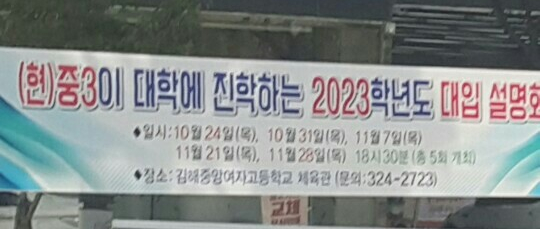 (현)중3이 대학에 진학하는 2023학년도 대입 설명회
◆일시:10월 24일(목), 10월 31일(목), 11월 7일(목),
11월 21일(목), 11월 28일(목) 18시30분 (총 5회 개최)
◆장소: 김해중앙여자고등학교 체육관 (문의:324-2723)
교체